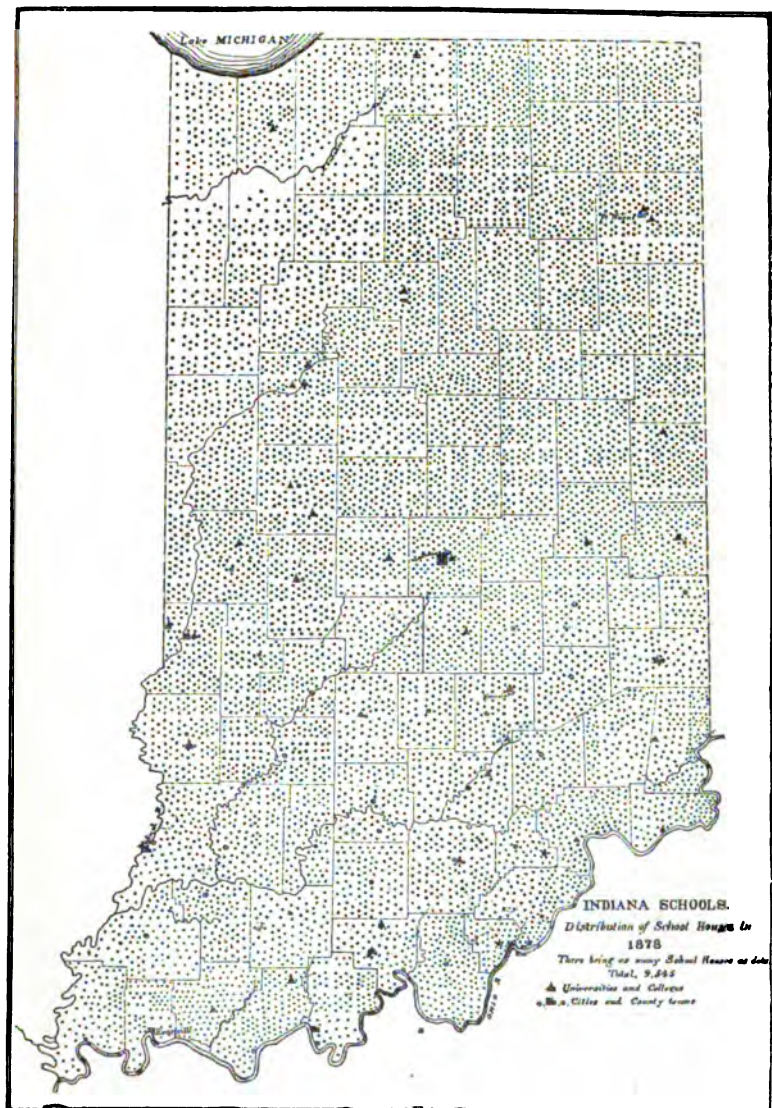 Lake MICHIGAN
INDIANA SCHOOLS.
Distribution of School Houses in
1878
There being as many School Houses as dots
Total, 9,545
Universities and Colleges
Cities and County towns